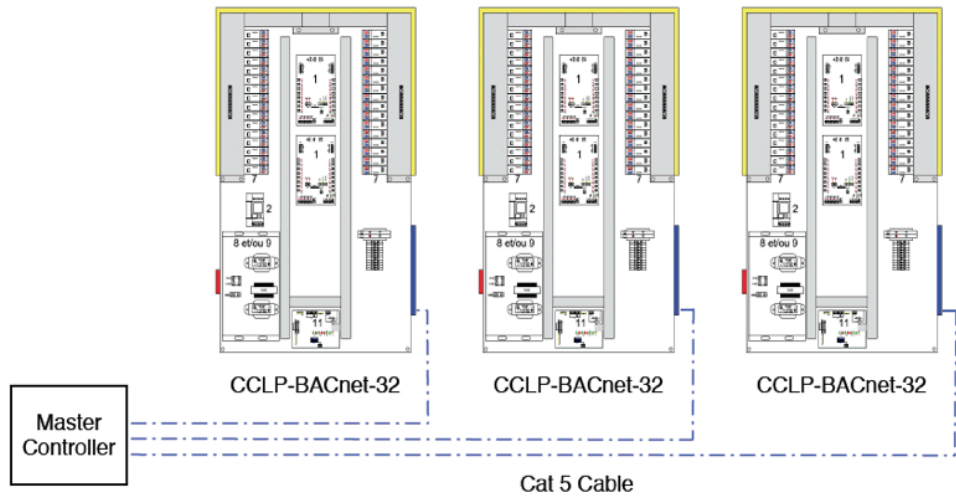 1
1
7
7
2
8 et/ou 9
11
CCLP-BACnet-32
1
1
7
7
2
8 et/ou 9
11
CCLP-BACnet-32
1
1
7
7
2
8 et/ou 9
11
CCLP-BACnet-32
Master
Controller
Cat 5 Cable